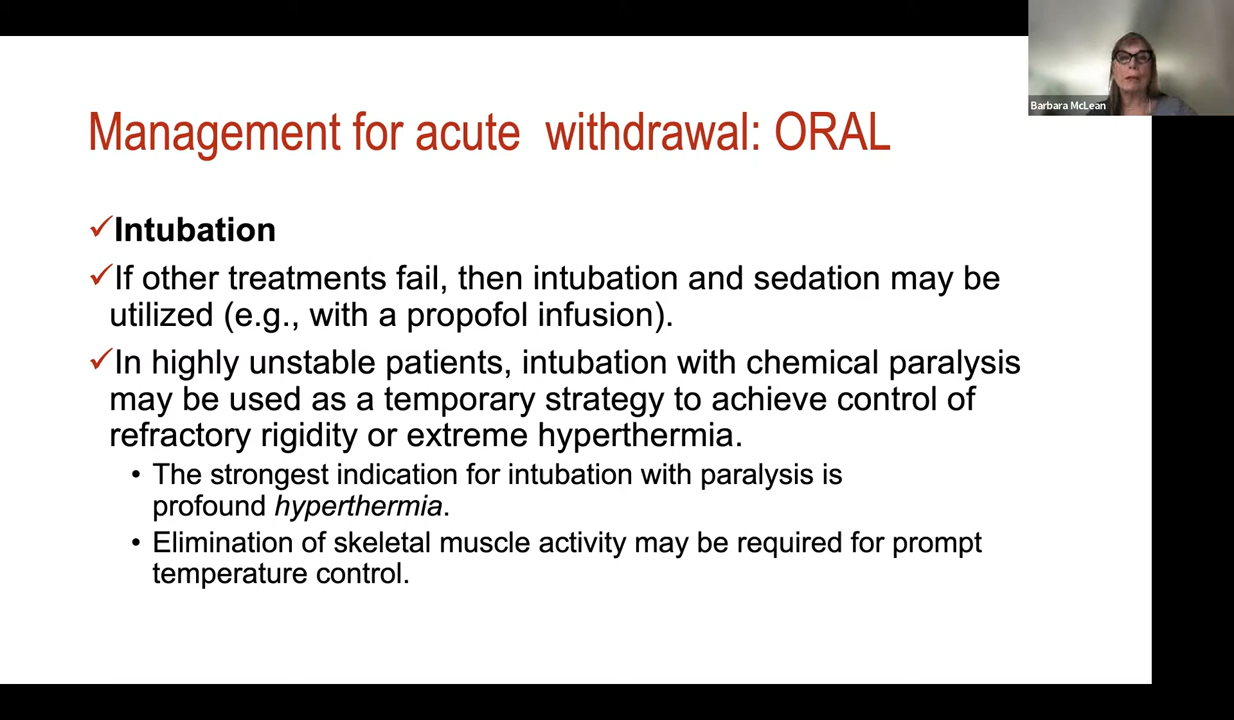 Barbara McLean
Management for acute  withdrawal: ORAL
✓Intubation
✓If other treatments fail, then intubation and sedation may be
utilized (e.g., with a propofol infusion).
✓In highly unstable patients, intubation with chemical paralysis
may be used as a temporary strategy to achieve control of
refractory rigidity or extreme hyperthermia.
• The strongest indication for intubation with paralysis is
profound hyperthermia.
• Elimination of skeletal muscle activity may be required for prompt
temperature control.